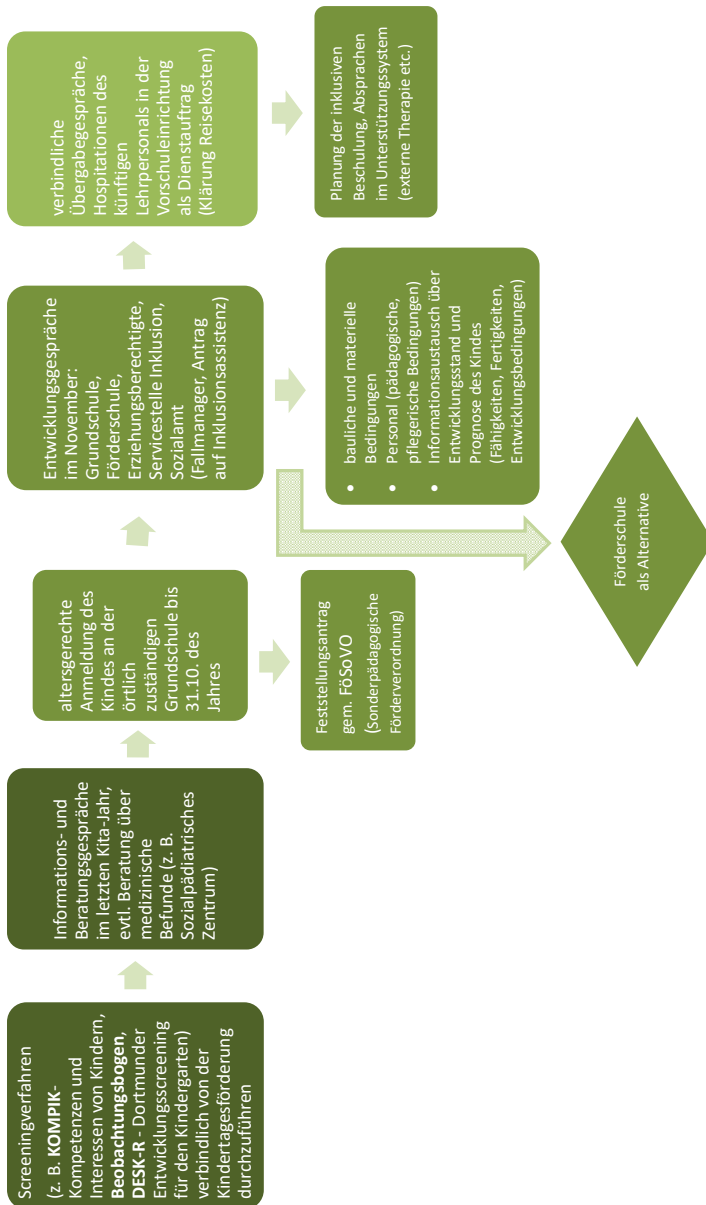 Screeningverfahren
(z. B. KOMPIK-
Kompetenzen und
Interessen von Kindern,
Beobachtungsbogen,
DESK-R - Dortmunder
Entwicklungsscreening
für den Kindergarten)
verbindlich von der
Kindertagesförderung
durchzuführen
Informations- und
Beratungsgespräche
im letzten Kita-Jahr,
evtl. Beratung über
medizinische
Befunde (z. B.
Sozialpädiatrisches
Zentrum)
altersgerechte
Anmeldung des
Kindes an der
örtlich
zuständigen
Grundschule bis
31.10. des
Jahres
Feststellungsantrag
gem. FöSoVO
(Sonderpädagogische
Förderverordnung)
Entwicklungsgespräche
im November:
Grundschule,
Förderschule,
Erziehungsberechtigte,
Servicestelle Inklusion,
Sozialamt
(Fallmanager, Antrag
auf Inklusionsassistenz)
• bauliche und materielle
Bedingungen
• Personal (pädagogische,
pflegerische Bedingungen)
• Informationsaustausch über
Entwicklungsstand und
Prognose des Kindes
(Fähigkeiten, Fertigkeiten,
Entwicklungsbedingungen)
Förderschule
als Alternative
verbindliche
Übergabegespräche,
Hospitationen des
künftigen
Lehrpersonals in der
Vorschuleinrichtung
als Dienstauftrag
(Klärung Reisekosten)
Planung der inklusiven
Beschulung, Absprachen
im Unterstützungssystem
(externe Therapie etc.)